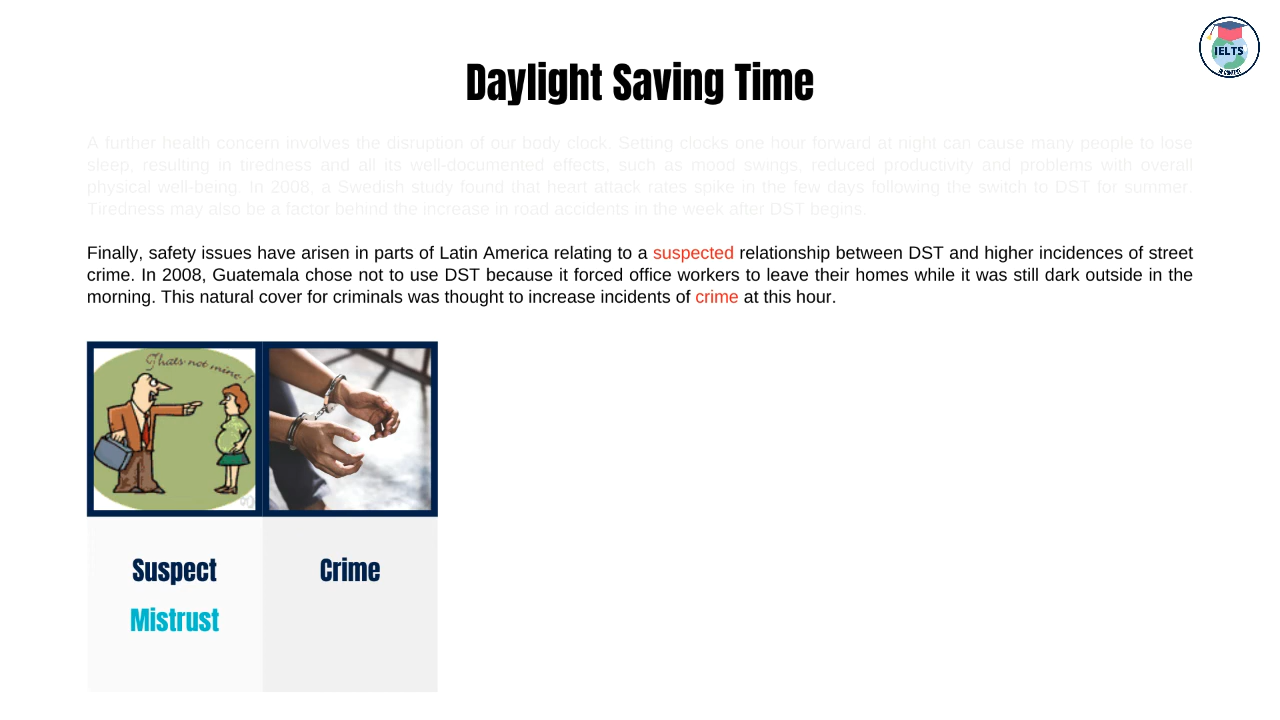 IELTS
Daylight Saving Time
A further health concern involves the disruption of our body clock. Setting clocks one hour forward at night can cause many people to lose
sleep, resulting in tiredness and all its well-documented effects, such as mood swings, reduced productivity and problems with overall
physical well-being. In 2008, a Swedish study found that heart attack rates spike in the few days following the switch to DST for summer.
Tiredness may also be a factor behind the increase in road accidents in the week after DST begins.
Finally, safety issues have arisen in parts of Latin America relating to a suspected relationship between DST and higher incidences of street
crime. In 2008, Guatemala chose not to use DST because it forced office workers to leave their homes while it was still dark outside in the
morning. This natural cover for criminals was thought to increase incidents of crime at this hour.
Thats not mine!
Suspect
Crime
Mistrust